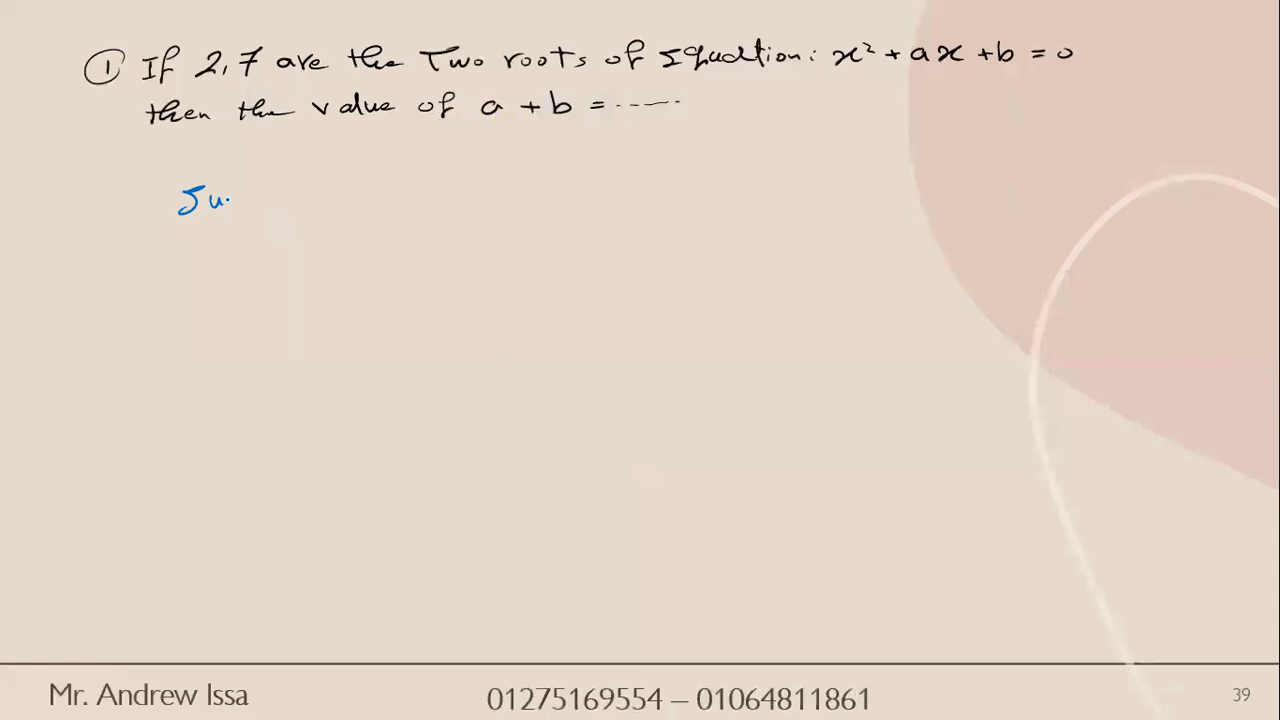 ① If 2, 7 are the Two roots of Equation: x² + ax + b = 0
then the value of a + b = ------
Su
Mr. Andrew Issa
01275169554 – 01064811861
39